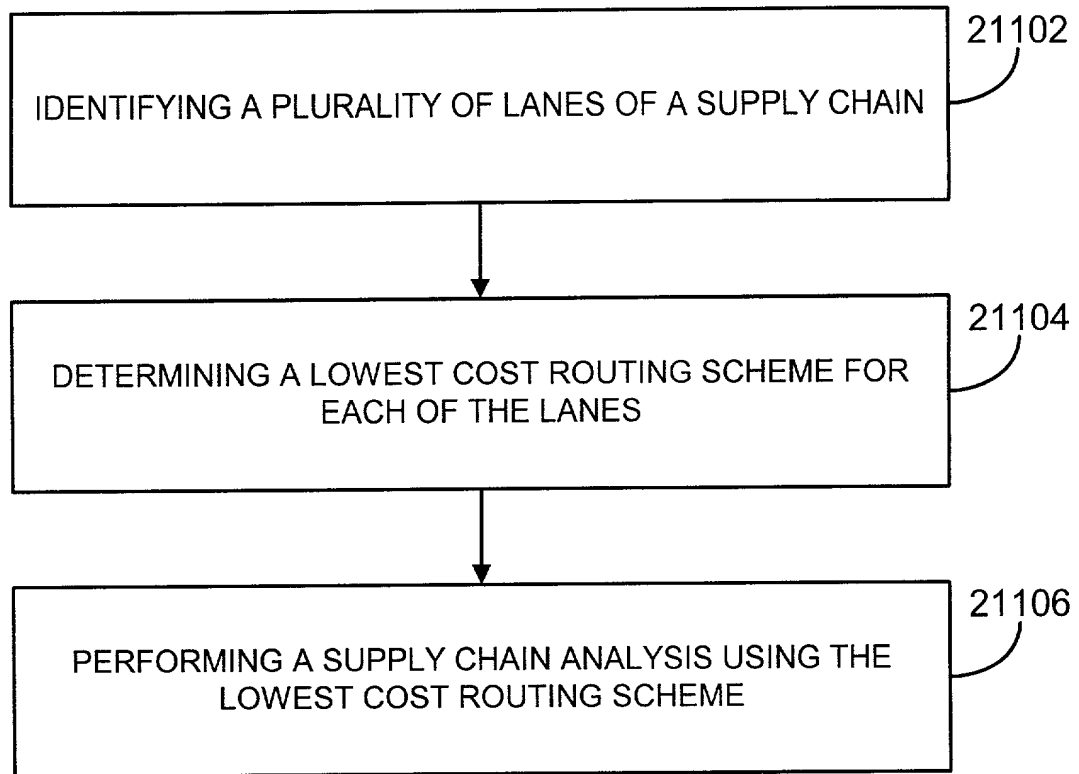 21102
IDENTIFYING A PLURALITY OF LANES OF A SUPPLY CHAIN
21104
DETERMINING A LOWEST COST ROUTING SCHEME FOR
EACH OF THE LANES
21106
PERFORMING A SUPPLY CHAIN ANALYSIS USING THE
LOWEST COST ROUTING SCHEME